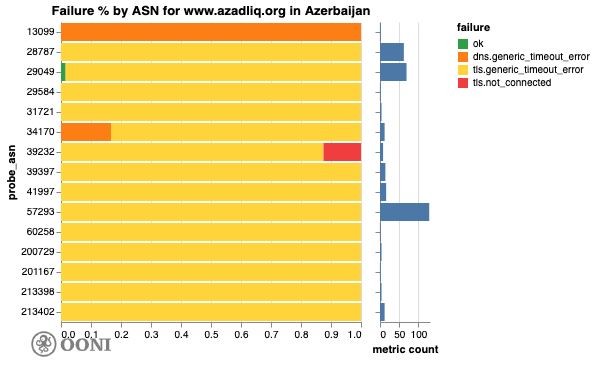 Failure % by ASN for www.azadliq.org in Azerbaijan
probe_asn
13099
28787
29049
29584
31721
34170
39232
39397
41997
57293
60258
200729
201167
213398
213402
0.0 0.1 0.2 0.3 0.4 0.5 0.6 0.7 0.8 0.9 1.0
0 50 100
metric count
failure
ok
dns.generic_timeout_error
tls.generic_timeout_error
tls.not_connected
OONI